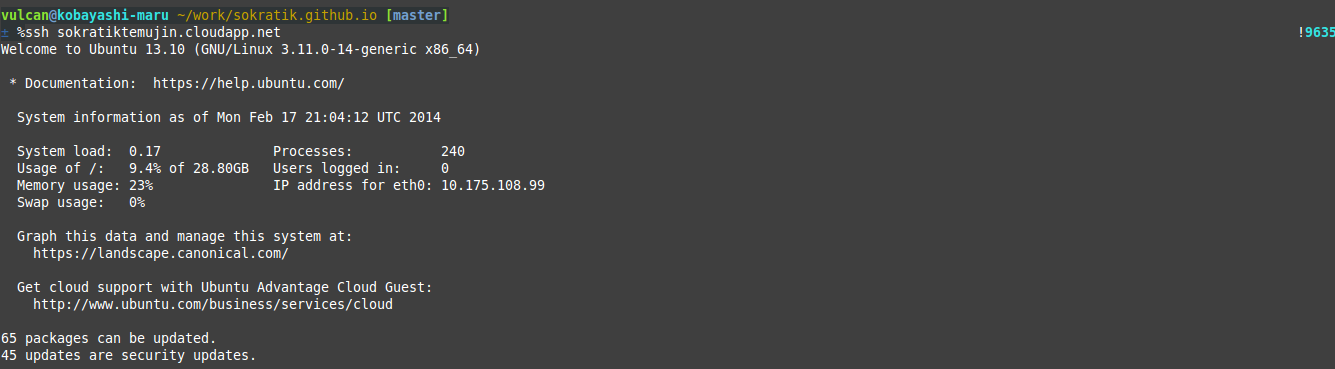 vulcan@kobayashi-maru ~/work/sokratik.github.io [master]
± %ssh sokratiktemujin.cloudapp.net !9635
Welcome to Ubuntu 13.10 (GNU/Linux 3.11.0-14-generic x86_64)
* Documentation: https://help.ubuntu.com/
System information as of Mon Feb 17 21:04:12 UTC 2014
System load: 0.17 Processes: 240
Usage of /: 9.4% of 28.80GB Users logged in: 0
Memory usage: 23% IP address for eth0: 10.175.108.99
Swap usage: 0%
Graph this data and manage this system at:
https://landscape.canonical.com/
Get cloud support with Ubuntu Advantage Cloud Guest:
http://www.ubuntu.com/business/services/cloud
65 packages can be updated.
45 updates are security updates.